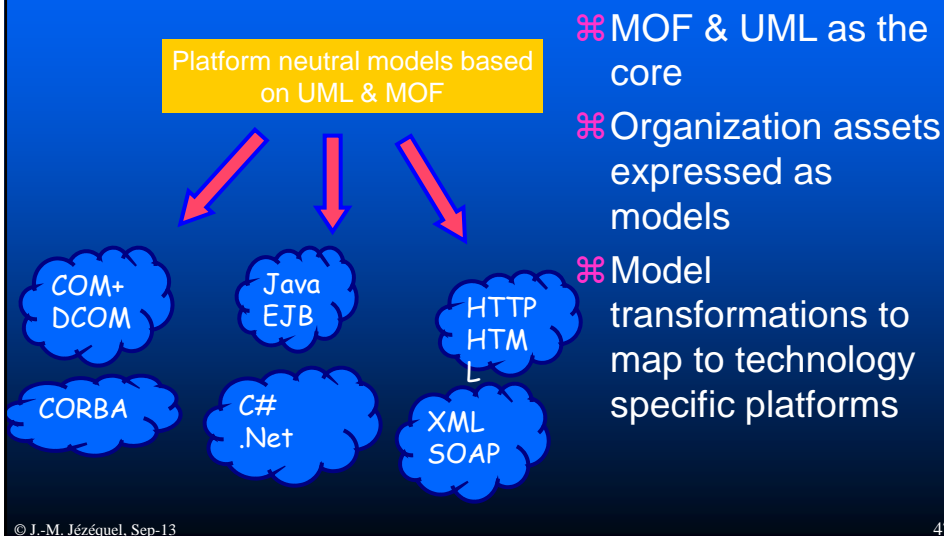 Platform neutral models based
on UML & MOF
COM+
DCOM
Java
EJB
HTTP
HTM
L
CORBA
C#
.Net
XML
SOAP
⌘MOF & UML as the
core
⌘Organization assets
expressed as
models
⌘Model
transformations to
map to technology
specific platforms
© J.-M. Jézéquel, Sep-13